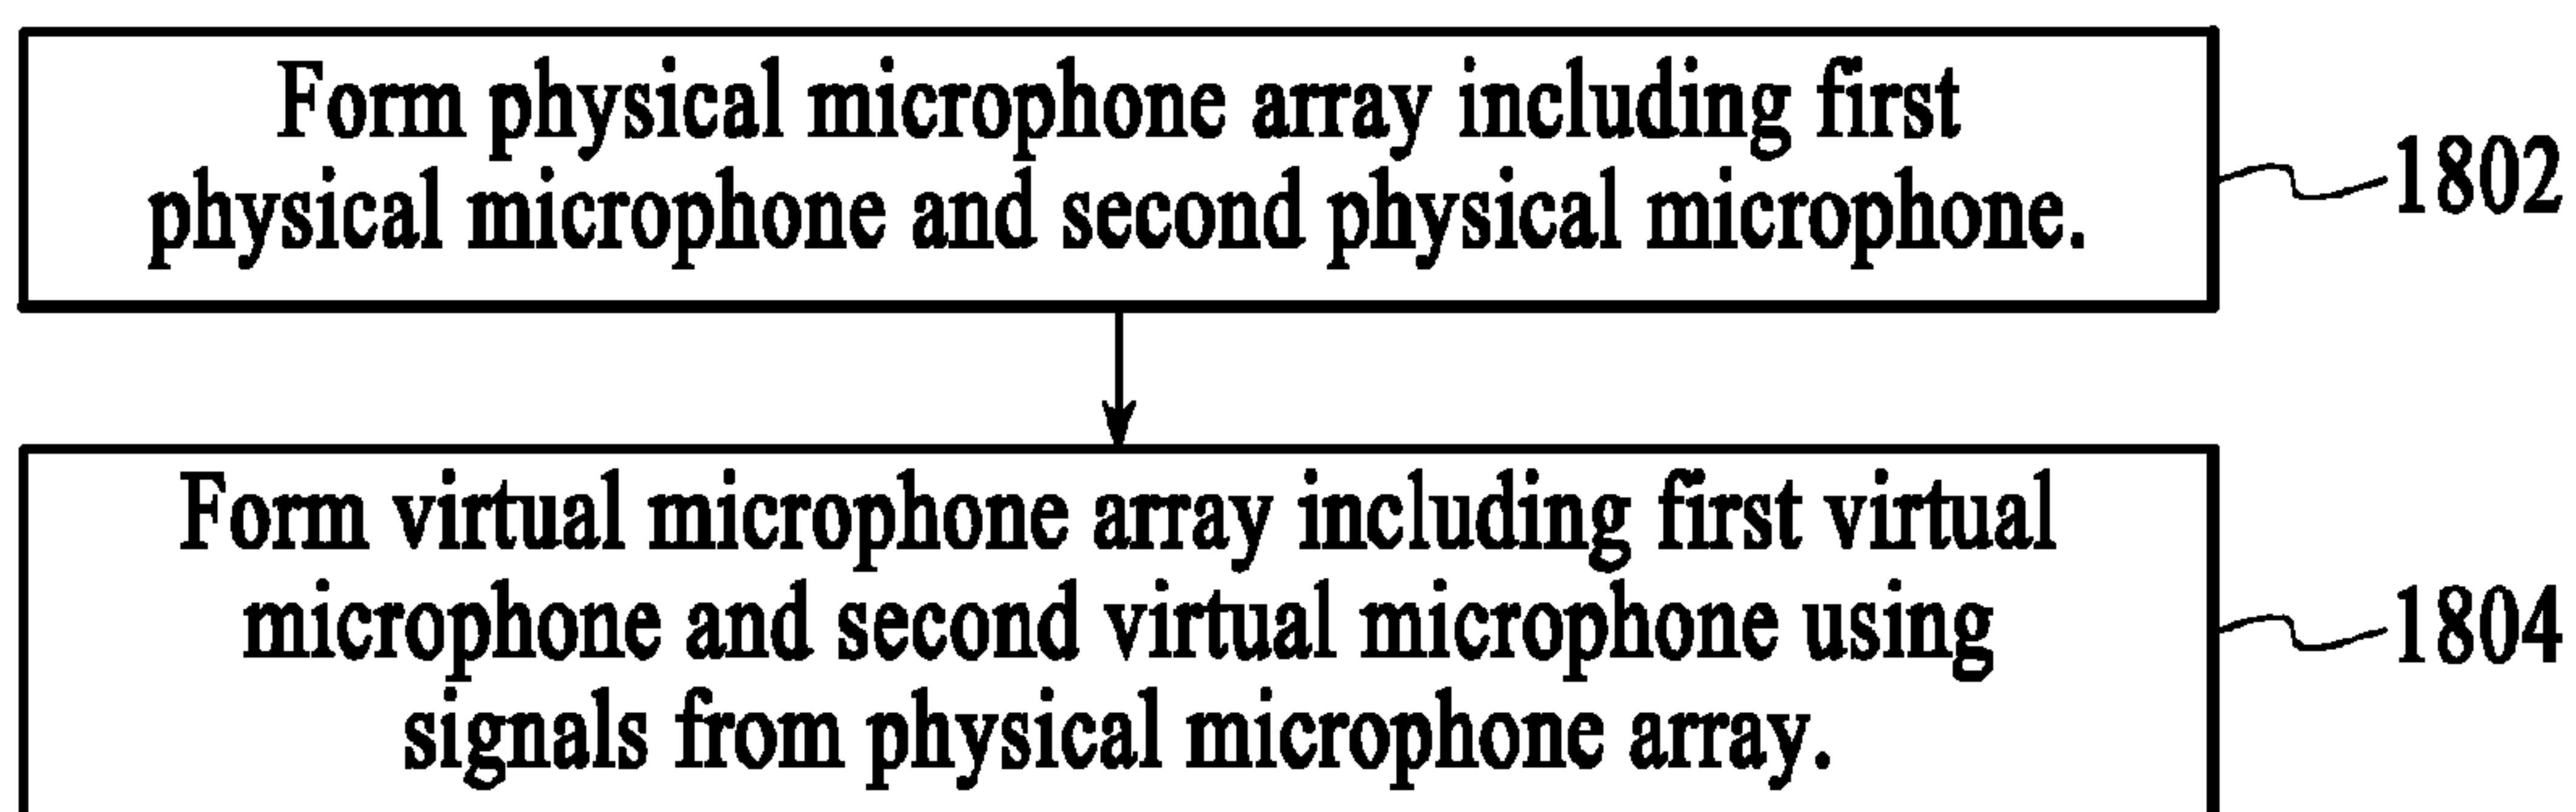 Form physical microphone array including first
physical microphone and second physical microphone.
1802
Form virtual microphone array including first virtual
microphone and second virtual microphone using
signals from physical microphone array.
1804